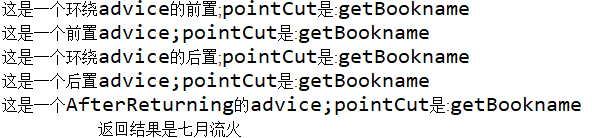 这是一个环绕advice的前置;pointCut是:getBookname
这是一个前置advice;pointCut是:getBookname
这是一个环绕advice的后置;pointCut是:getBookname
这是一个后置advice;pointCut是:getBookname
这是一个AfterReturning的advice;pointCut是:getBookname
返回结果是七月流火